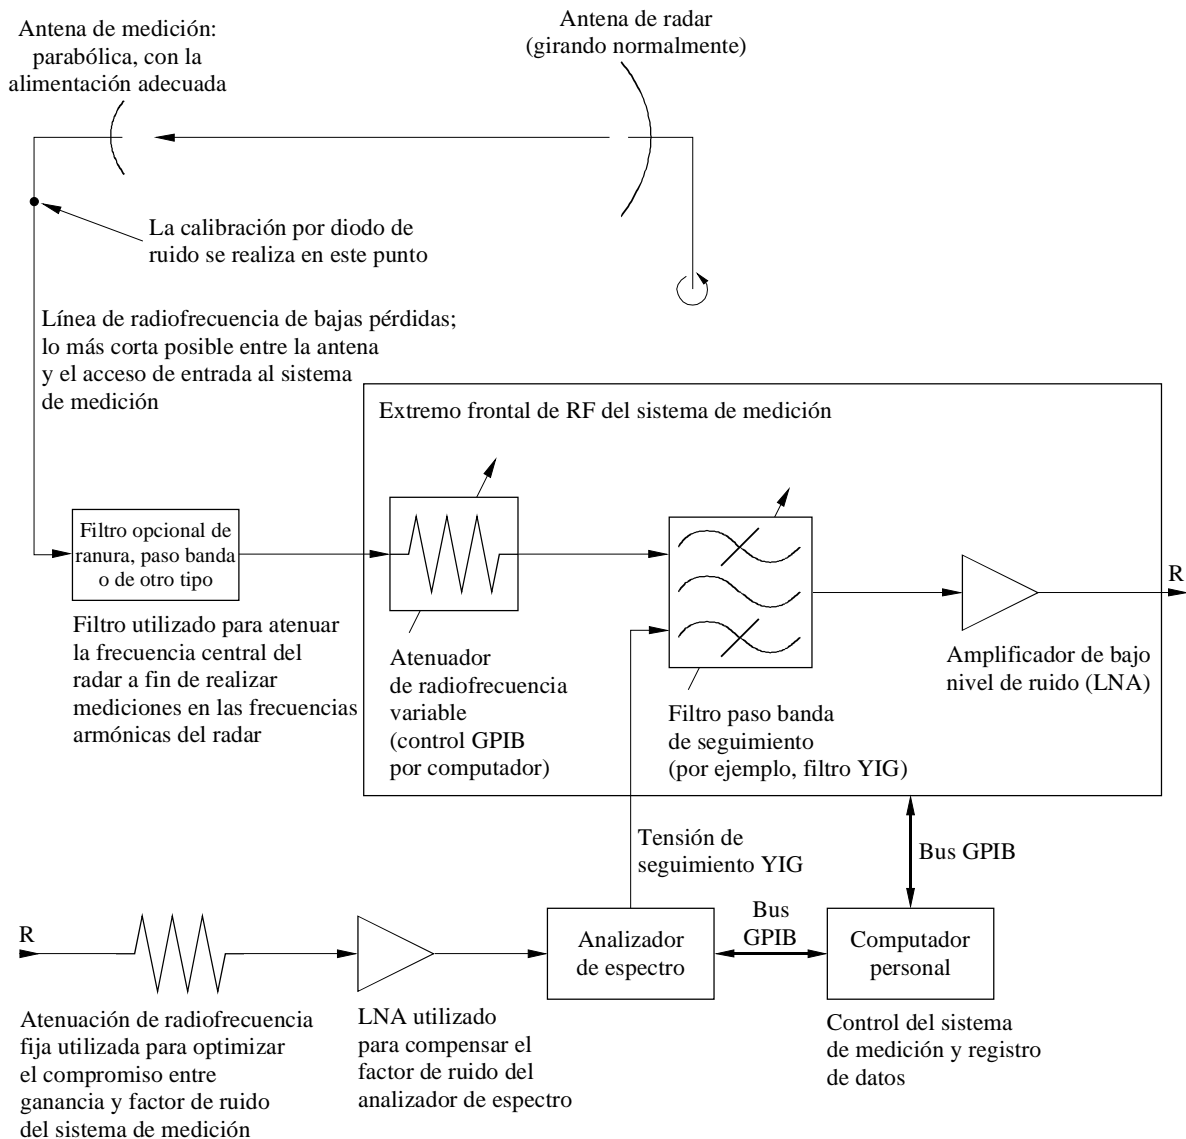 Antena de medición:
parabólica, con la
alimentación adecuada
Antena de radar
(girando normalmente)
La calibración por diodo de
ruido se realiza en este punto
Línea de radiofrecuencia de bajas pérdidas;
lo más corta posible entre la antena
y el acceso de entrada al sistema
de medición
Extremo frontal de RF del sistema de medición
Filtro opcional de
ranura, paso banda
o de otro tipo
Filtro utilizado para atenuar
la frecuencia central del
radar a fin de realizar
mediciones en las frecuencias
armónicas del radar
Atenuador
de radiofrecuencia
variable
(control GPIB
por computador)
Filtro paso banda
de seguimiento
(por ejemplo, filtro YIG)
Amplificador de bajo
nivel de ruido (LNA)
R
Tensión de
seguimiento YIG
Bus GPIB
R
Analizador
de espectro
Bus
GPIB
Computador
personal
Atenuación de radiofrecuencia
fija utilizada para optimizar
el compromiso entre
ganancia y factor de ruido
del sistema de medición
LNA utilizado
para compensar el
factor de ruido del
analizador de espectro
Control del sistema
de medición y registro
de datos